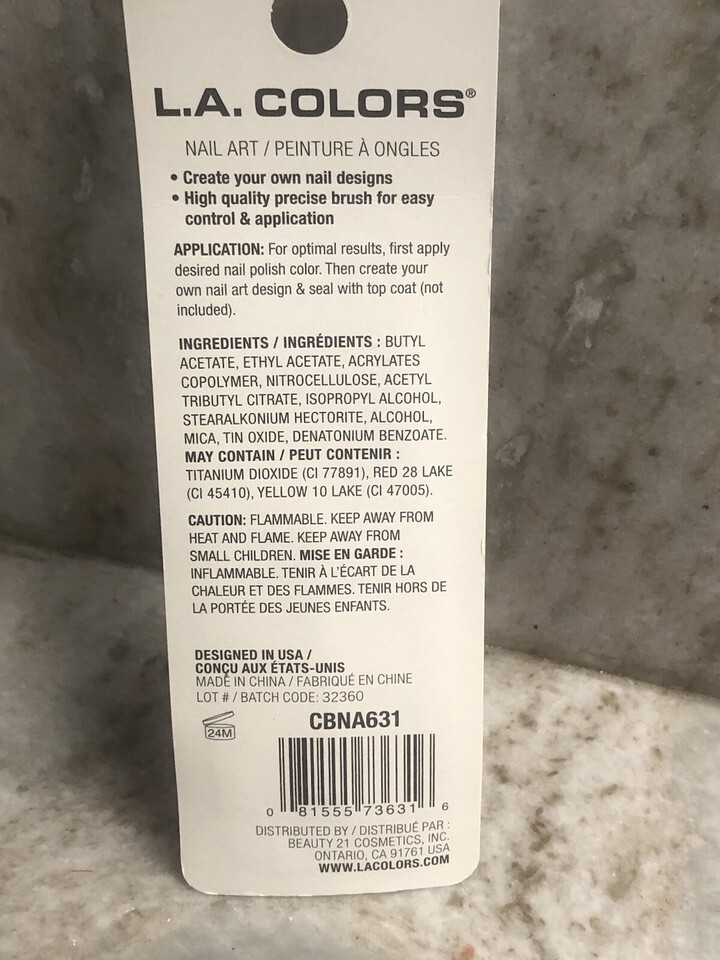 L.A. COLORS®
NAIL ART / PEINTURE À ONGLES
• Create your own nail designs
• High quality precise brush for easy
control & application
APPLICATION: For optimal results, first apply
desired nail polish color. Then create your
own nail art design & seal with top coat (not
included).
INGREDIENTS / INGRÉDIENTS : BUTYL
ACETATE, ETHYL ACETATE, ACRYLATES
COPOLYMER, NITROCELLULOSE, ACETYL
TRIBUTYL CITRATE, ISOPROPYL ALCOHOL,
STEARALKONIUM HECTORITE, ALCOHOL,
MICA, TIN OXIDE, DENATONIUM BENZOATE.
MAY CONTAIN / PEUT CONTENIR :
TITANIUM DIOXIDE (CI 77891), RED 28 LAKE
(CI 45410), YELLOW 10 LAKE (CI 47005).
CAUTION: FLAMMABLE. KEEP AWAY FROM
HEAT AND FLAME. KEEP AWAY FROM
SMALL CHILDREN. MISE EN GARDE :
INFLAMMABLE. TENIR À L'ÉCART DE LA
CHALEUR ET DES FLAMMES. TENIR HORS DE
LA PORTÉE DES JEUNES ENFANTS.
DESIGNED IN USA /
CONÇU AUX ÉTATS-UNIS
MADE IN CHINA / FABRIQUÉ EN CHINE
LOT # / BATCH CODE: 32360
24M
CBNA631
0 81555 73631 6
DISTRIBUTED BY / DISTRIBUÉ PAR :
BEAUTY 21 COSMETICS, INC.
ONTARIO, CA 91761 USA
WWW.LACOLORS.COM